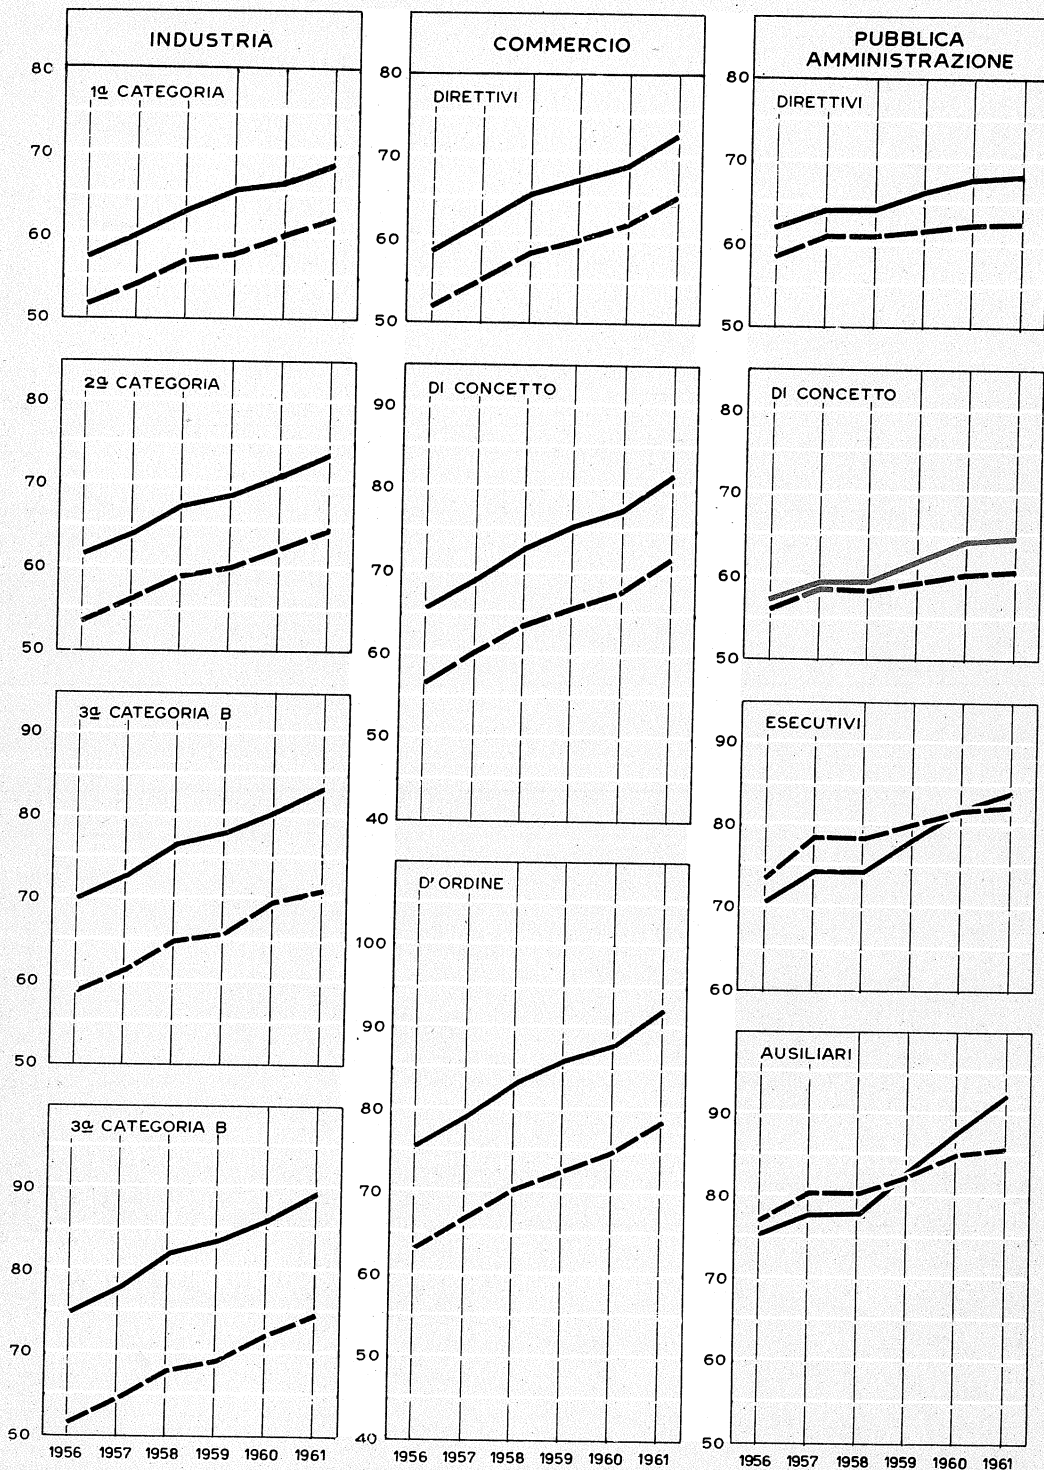 INDUSTRIA
80
1ª CATEGORIA
70
60
50
2ª CATEGORIA
80
70
60
50
3ª CATEGORIA B
90
80
70
60
50
3ª CATEGORIA B
90
80
70
60
1956 1957 1958 1959 1960 1961
COMMERCIO
80
DIRETTIVI
70
60
50
DI CONCETTO
90
80
70
60
50
40
D'ORDINE
100
90
80
70
60
50
40
1956 1957 1958 1959 1960 1961
PUBBLICA
AMMINISTRAZIONE
80
DIRETTIVI
70
60
50
DI CONCETTO
80
70
60
50
ESECUTIVI
90
80
70
60
AUSILIARI
90
80
70
60
50
1956 1957 1958 1959 1960 1961